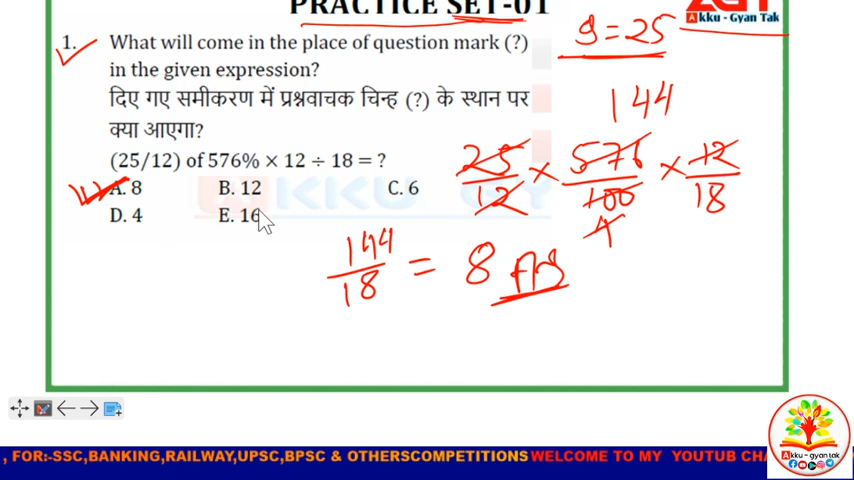 PRACTICE SET-01
Akku - Gyan Tak
9=25
1. What will come in the place of question mark (?)
in the given expression?
दिए गए समीकरण में प्रश्नवाचक चिन्ह (?) के स्थान पर
क्या आएगा?
(25/12) of 576% × 12 ÷ 18 = ?
A. 8 B. 12 C. 6
D. 4 E. 16
144
25/12 × 576/100 × 12/18
4
144/18 = 8 Ans
, FOR:-SSC,BANKING,RAILWAY,UPSC,BPSC & OTHERSCOMPETITIONS WELCOME TO MY YOUTUB CHA
Akku - gyan tak